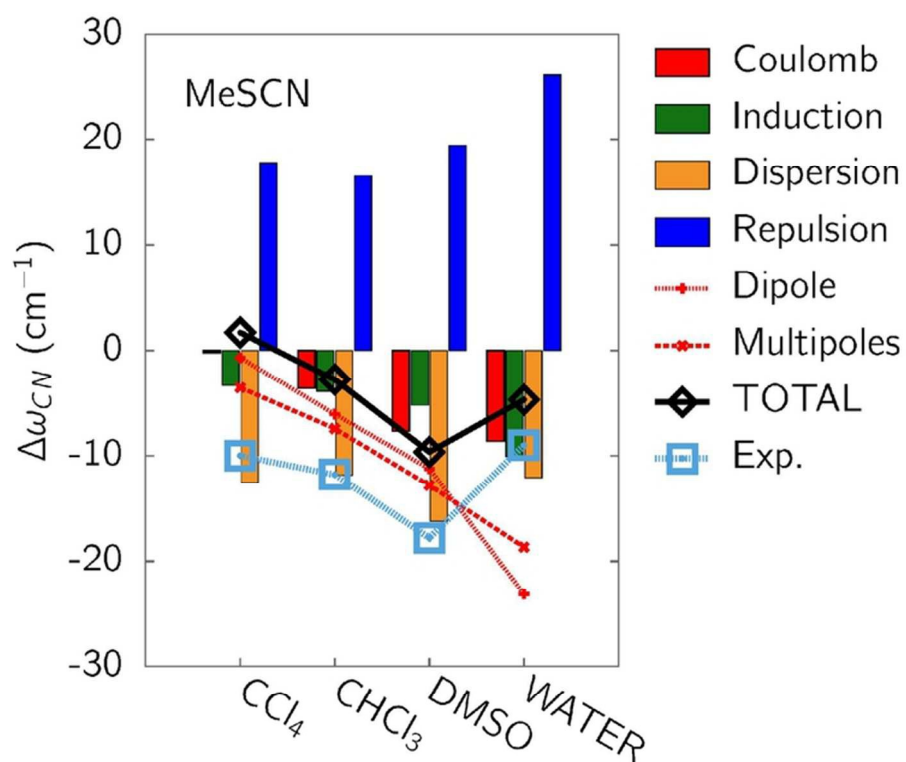 30
20
10
0
-10
-20
-30
Δω_CN (cm⁻¹)
MeSCN
CCl₄
CHCl₃
DMSO
WATER
Coulomb
Induction
Dispersion
Repulsion
Dipole
Multipoles
TOTAL
Exp.